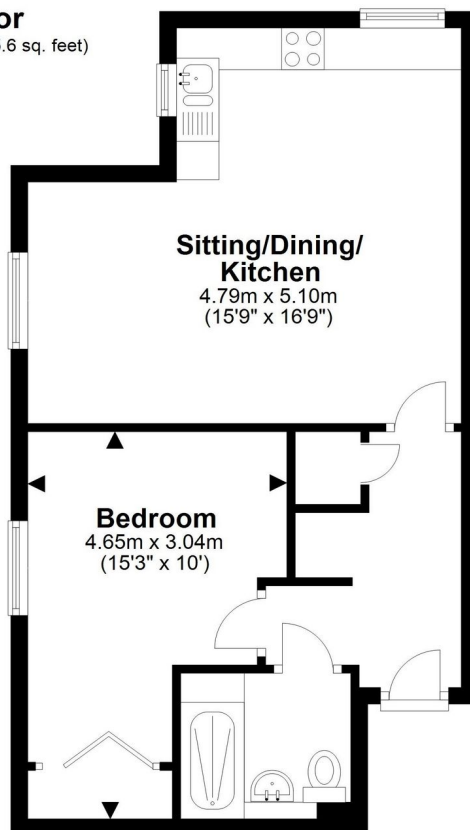 or
.6 sq. feet)
Sitting/Dining/
Kitchen
4.79m x 5.10m
(15'9" x 16'9")
Bedroom
4.65m x 3.04m
(15'3" x 10')